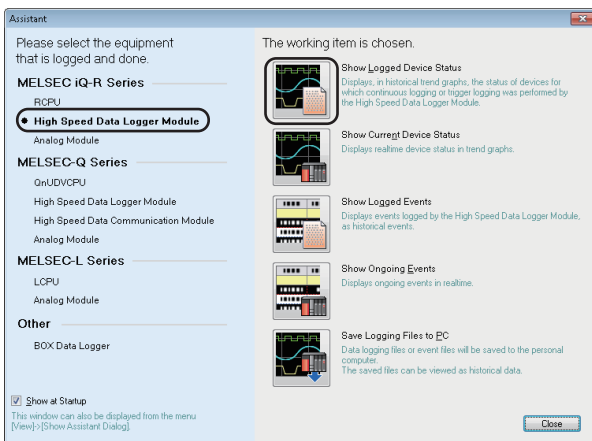 Assistant
Please select the equipment
that is logged and done.
MELSEC iQ-R Series
RCPU
High Speed Data Logger Module
Analog Module
MELSEC-Q Series
QnUDVCPU
High Speed Data Logger Module
High Speed Data Communication Module
Analog Module
MELSEC-L Series
LCPU
Analog Module
Other
BOX Data Logger
Show at Startup
This window can also be displayed from the menu
[View]->[Show Assistant Dialog].
The working item is chosen.
Show Logged Device Status
Displays, in historical trend graphs, the status of devices for
which continuous logging or trigger logging was performed by
the High Speed Data Logger Module.
Show Current Device Status
Displays realtime device status in trend graphs.
Show Logged Events
Displays events logged by the High Speed Data Logger Module,
as historical events.
Show Ongoing Events
Displays ongoing events in realtime.
Save Logging Files to PC
Data logging files or event files will be saved to the personal
computer.
The saved files can be viewed as historical data.
Close